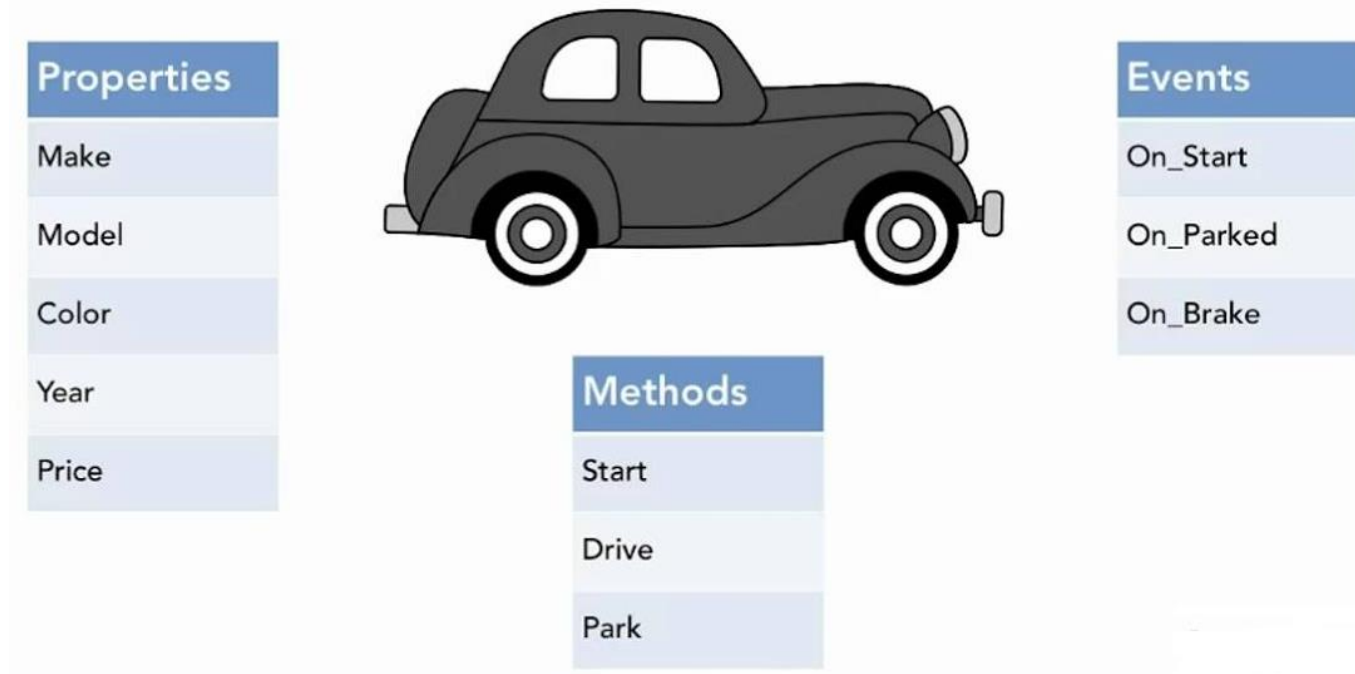 Properties
Make
Model
Color
Year
Price
Methods
Start
Drive
Park
Events
On_Start
On_Parked
On_Brake